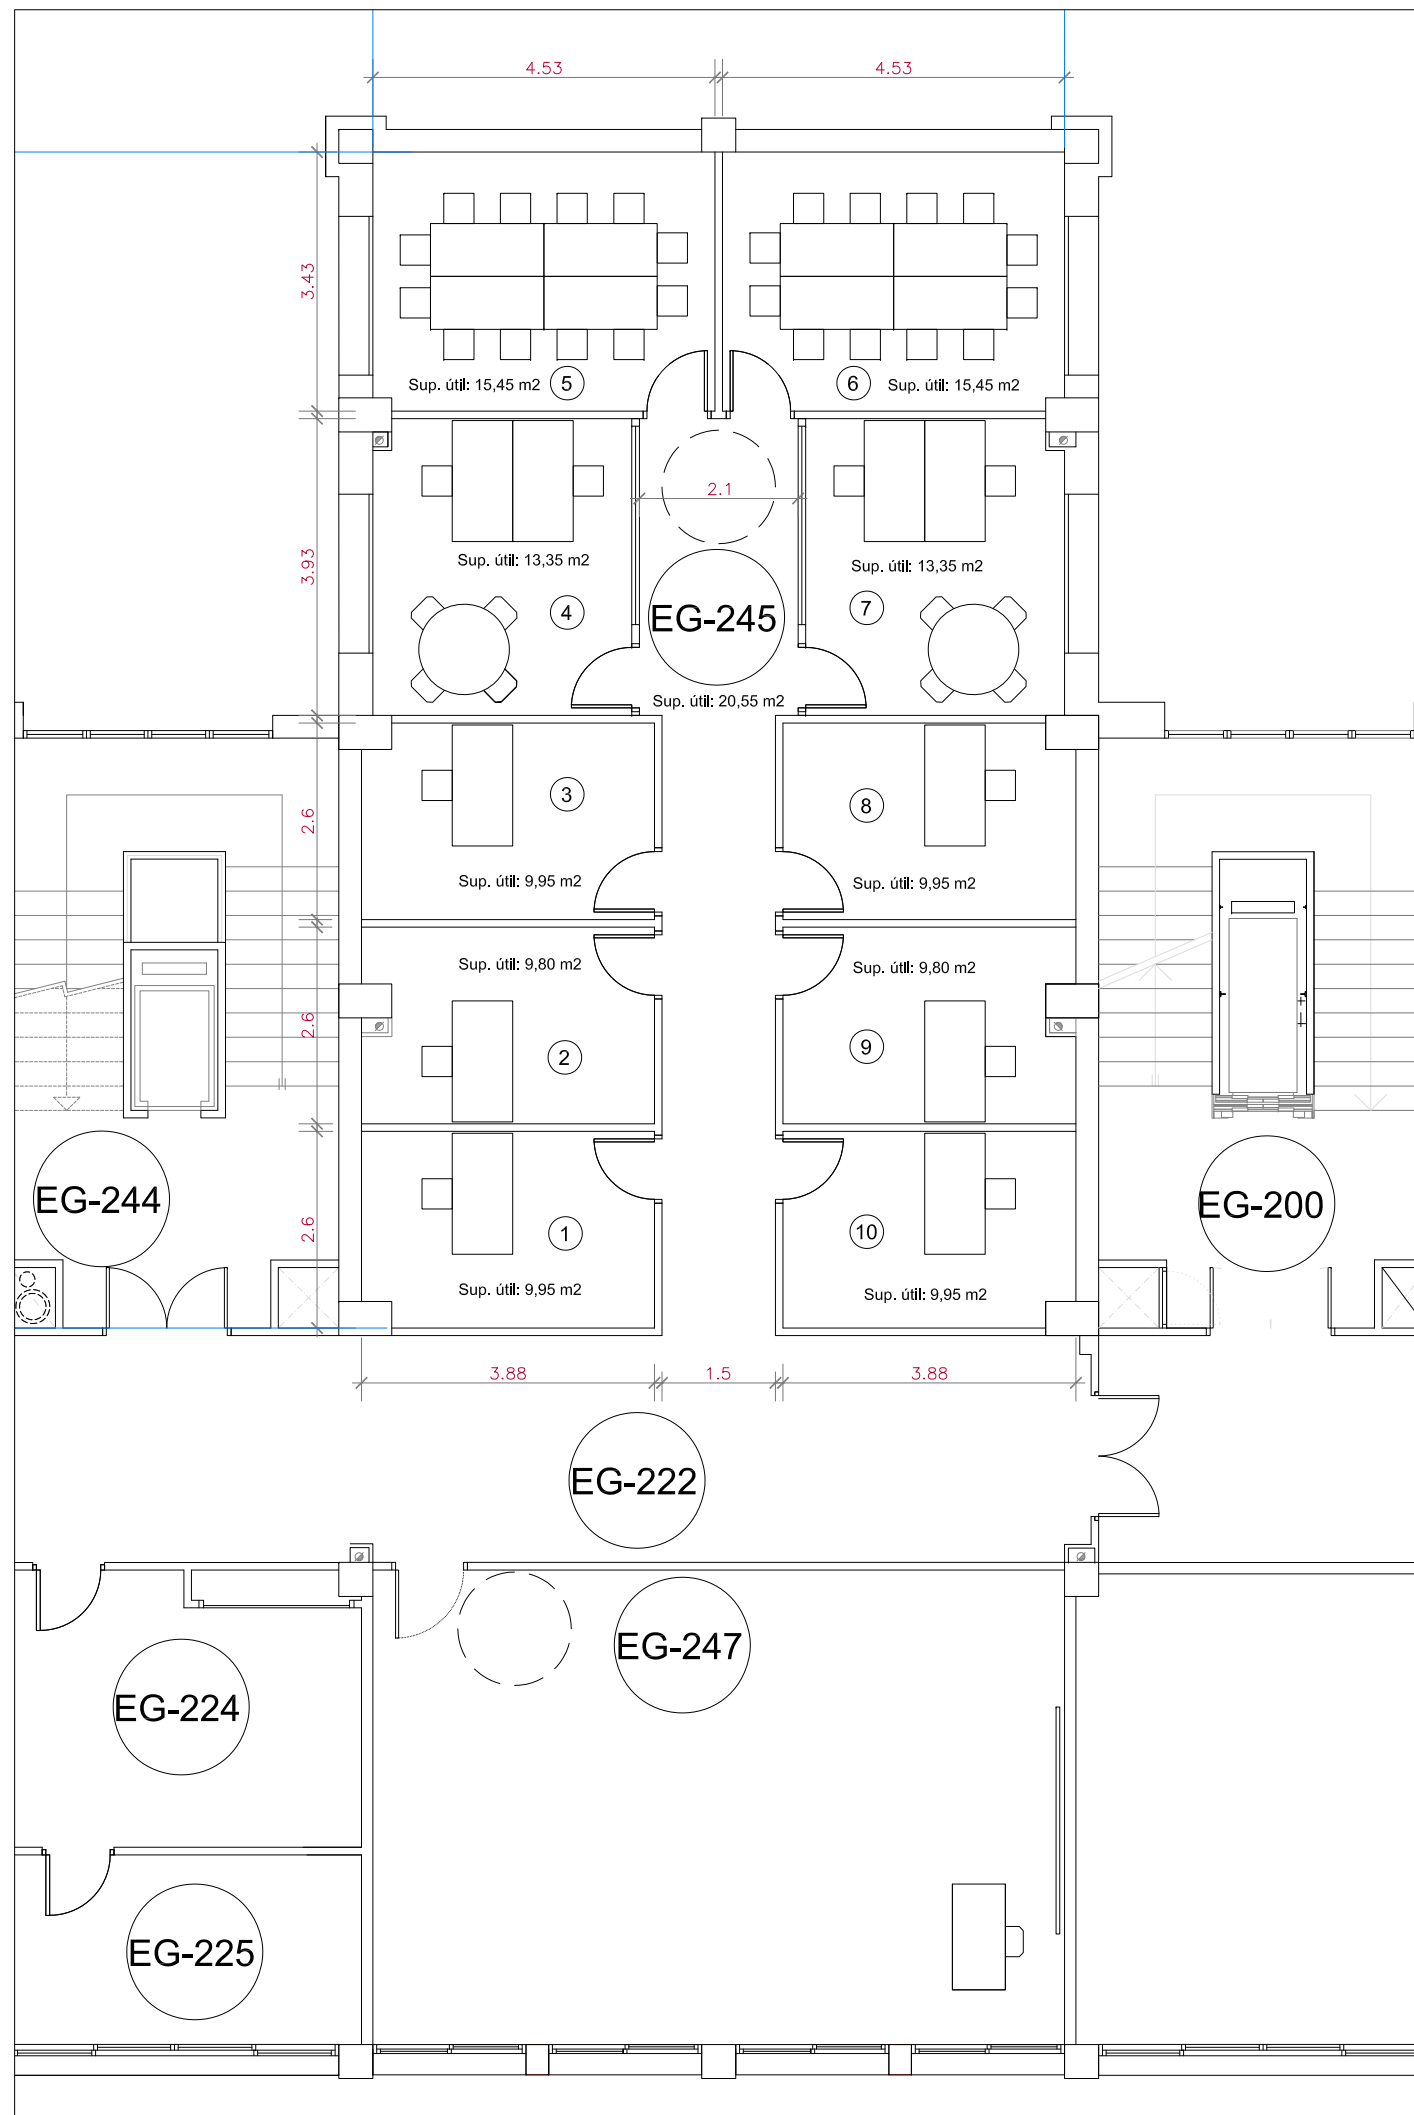 4.53
4.53
3.43
Sup. útil: 15,45 m2
5
6
Sup. útil: 15,45 m2
2.1
3.93
Sup. útil: 13,35 m2
Sup. útil: 13,35 m2
4
EG-245
7
Sup. útil: 20,55 m2
3
8
2.6
Sup. útil: 9,95 m2
Sup. útil: 9,95 m2
Sup. útil: 9,80 m2
Sup. útil: 9,80 m2
2.6
2
9
EG-244
EG-200
2.6
1
10
Sup. útil: 9,95 m2
Sup. útil: 9,95 m2
3.88
1.5
3.88
EG-222
EG-247
EG-224
EG-225